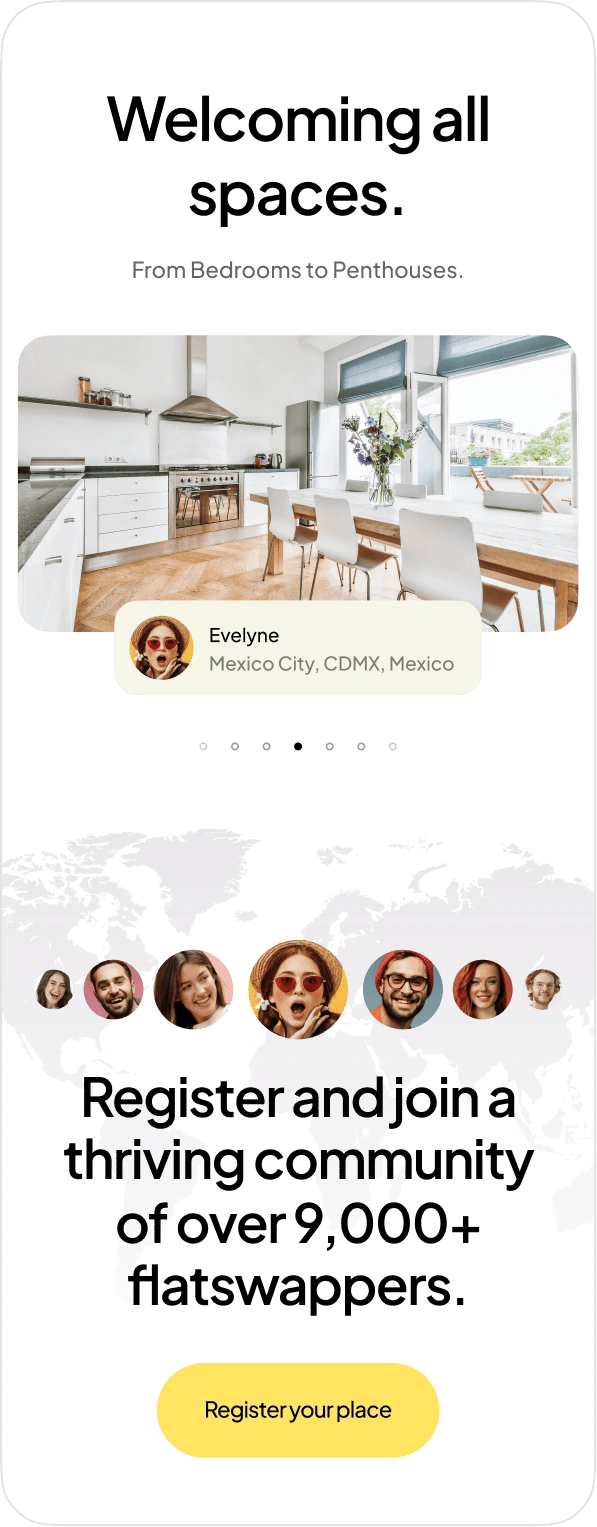 Welcoming all
spaces.
From Bedrooms to Penthouses.
Evelyne
Mexico City, CDMX, Mexico
Register and join a
thriving community
of over 9,000+
flatswappers.
Register your place